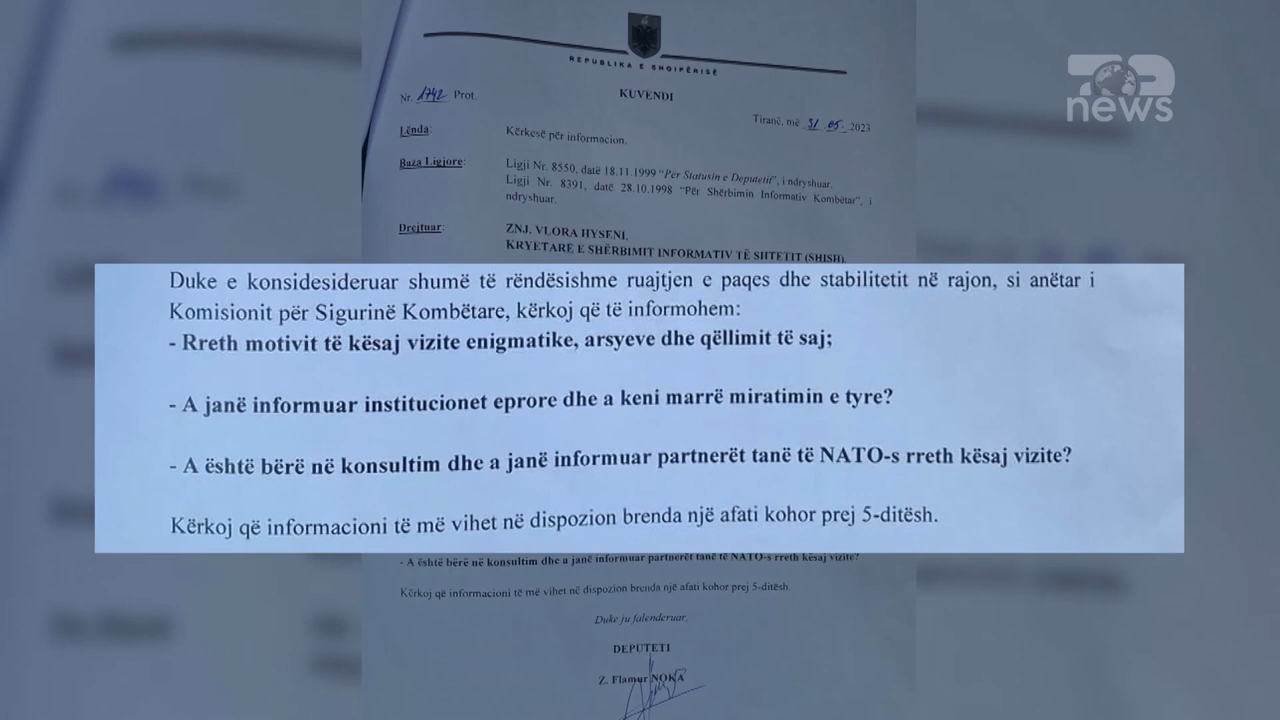 REPUBLIKA E SHQIPËRISË
KUVENDI
Nr. 1742 Prot.
Tiranë, më 31.05.2023
Lënda: Kërkesë për informacion.
Baza Ligjore: Ligji Nr. 8550, datë 18.11.1999 “Për Statusin e Deputetit”, i ndryshuar.
Ligji Nr. 8391, datë 28.10.1998 “Për Shërbimin Informativ Kombëtar”, i
ndryshuar.
Drejtuar: ZNJ. VLORA HYSENI,
KRYETARE E SHËRBIMIT INFORMATIV TË SHTETIT (SHISH).
TOP
news
Duke e konsidesideruar shumë të rëndësishme ruajtjen e paqes dhe stabilitetit në rajon, si anëtar i
Komisionit për Sigurinë Kombëtare, kërkoj që të informohem:
- Rreth motivit të kësaj vizite enigmatike, arsyeve dhe qëllimit të saj;
- A janë informuar institucionet eprore dhe a keni marrë miratimin e tyre?
- A është bërë në konsultim dhe a janë informuar partnerët tanë të NATO-s rreth kësaj vizite?
Kërkoj që informacioni të më vihet në dispozion brenda një afati kohor prej 5-ditësh.
- A është bërë në konsultim dhe a janë informuar partnerët tanë të NATO-s rreth kësaj vizite?
Kërkoj që informacioni të më vihet në dispozion brenda një afati kohor prej 5-ditësh.
Duke ju falenderuar,
DEPUTETI
Z. Flamur NOKA